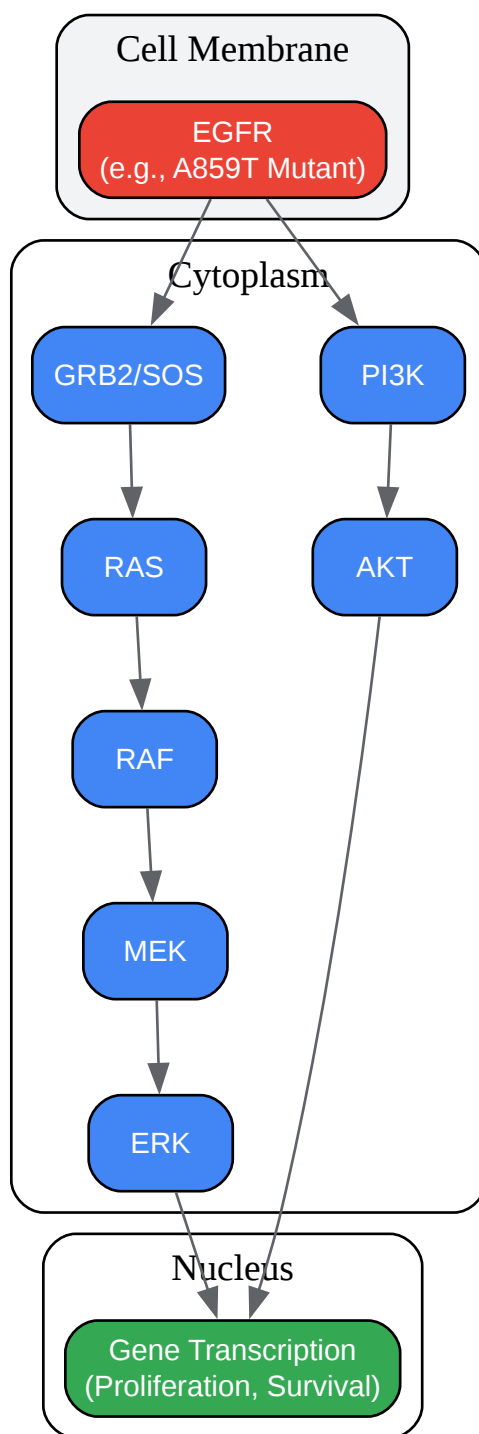 Cell Membrane
EGFR
(e.g., A859T Mutant)
Cytoplasm
GRB2/SOS
PI3K
RAS
AKT
RAF
MEK
ERK
Nucleus
Gene Transcription
(Proliferation, Survival)